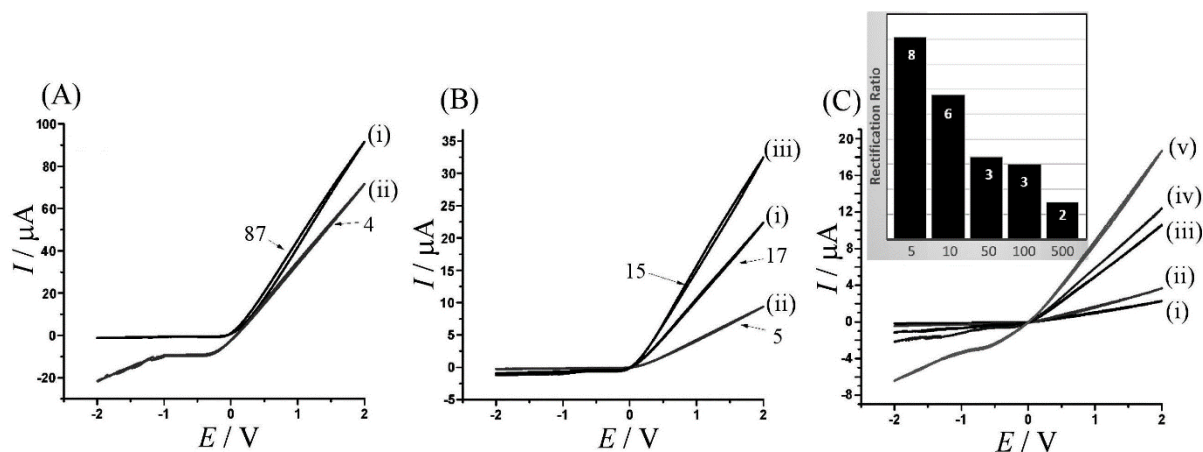 (A)
I / μA
100
80
60
40
20
0
-20
-2
-1
0
1
2
E / V
(i)
(ii)
87
4
(B)
I / μA
35
30
25
20
15
10
5
0
5
-2
-1
0
1
2
E / V
(iii)
(i)
(ii)
15
17
5
(C)
I / μA
20
16
12
8
4
0
-4
-8
-2
-1
0
1
2
E / V
(v)
(iv)
(iii)
(ii)
(i)
Rectification Ratio
8
6
3
3
2
5
10
50
100
500